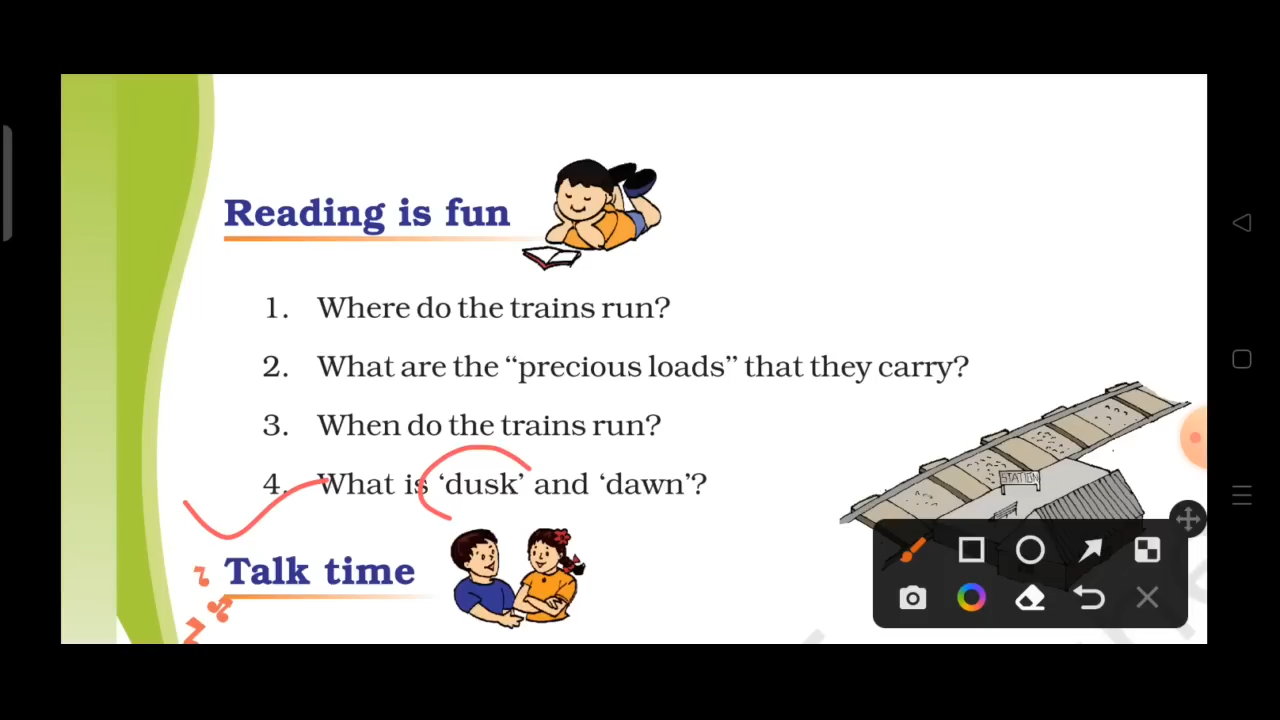 Reading is fun
1. Where do the trains run?
2. What are the “precious loads” that they carry?
3. When do the trains run?
4. What is ‘dusk’ and ‘dawn’?
STATION
Talk time